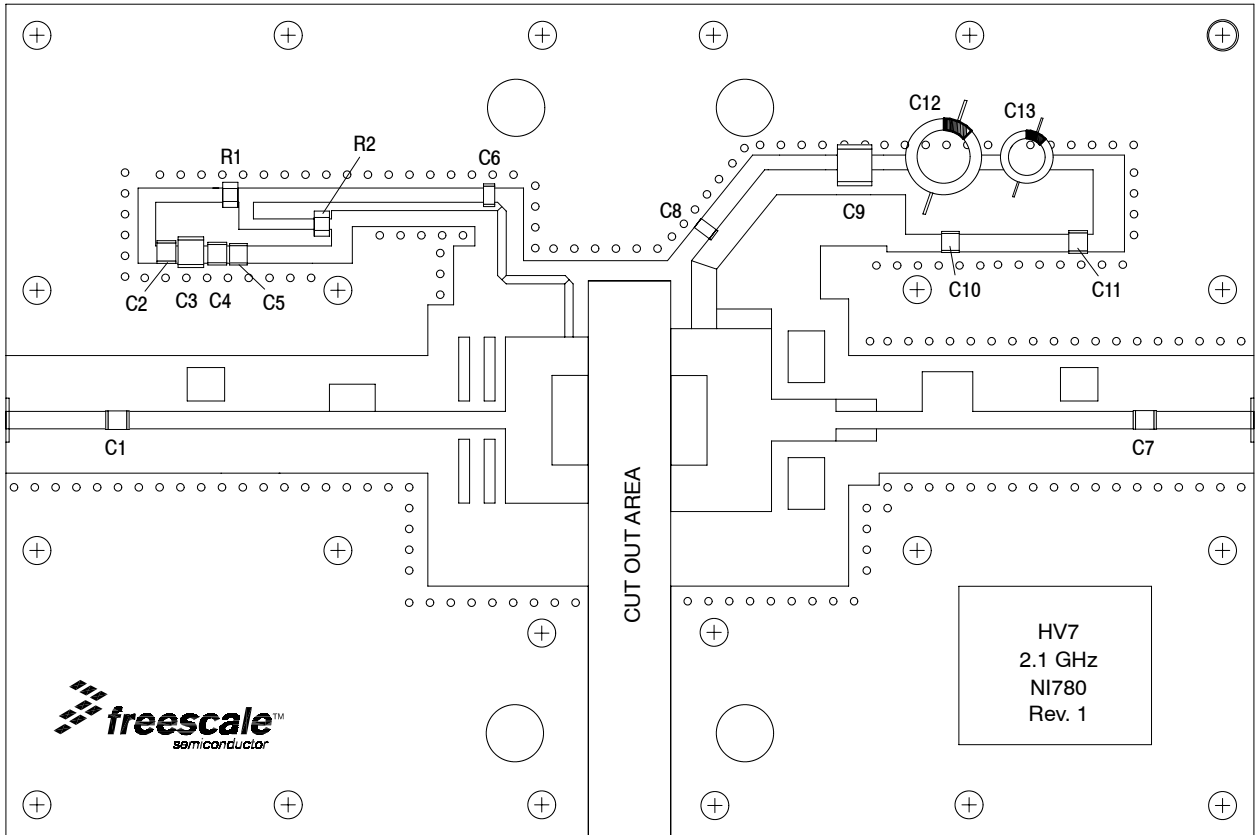 C12
C13
R1
R2
C6
C8
C9
C2
C3
C4
C5
C10
C11
C1
C7
CUT OUT AREA
HV7
2.1 GHz
NI780
Rev. 1
freescale™
semiconductor